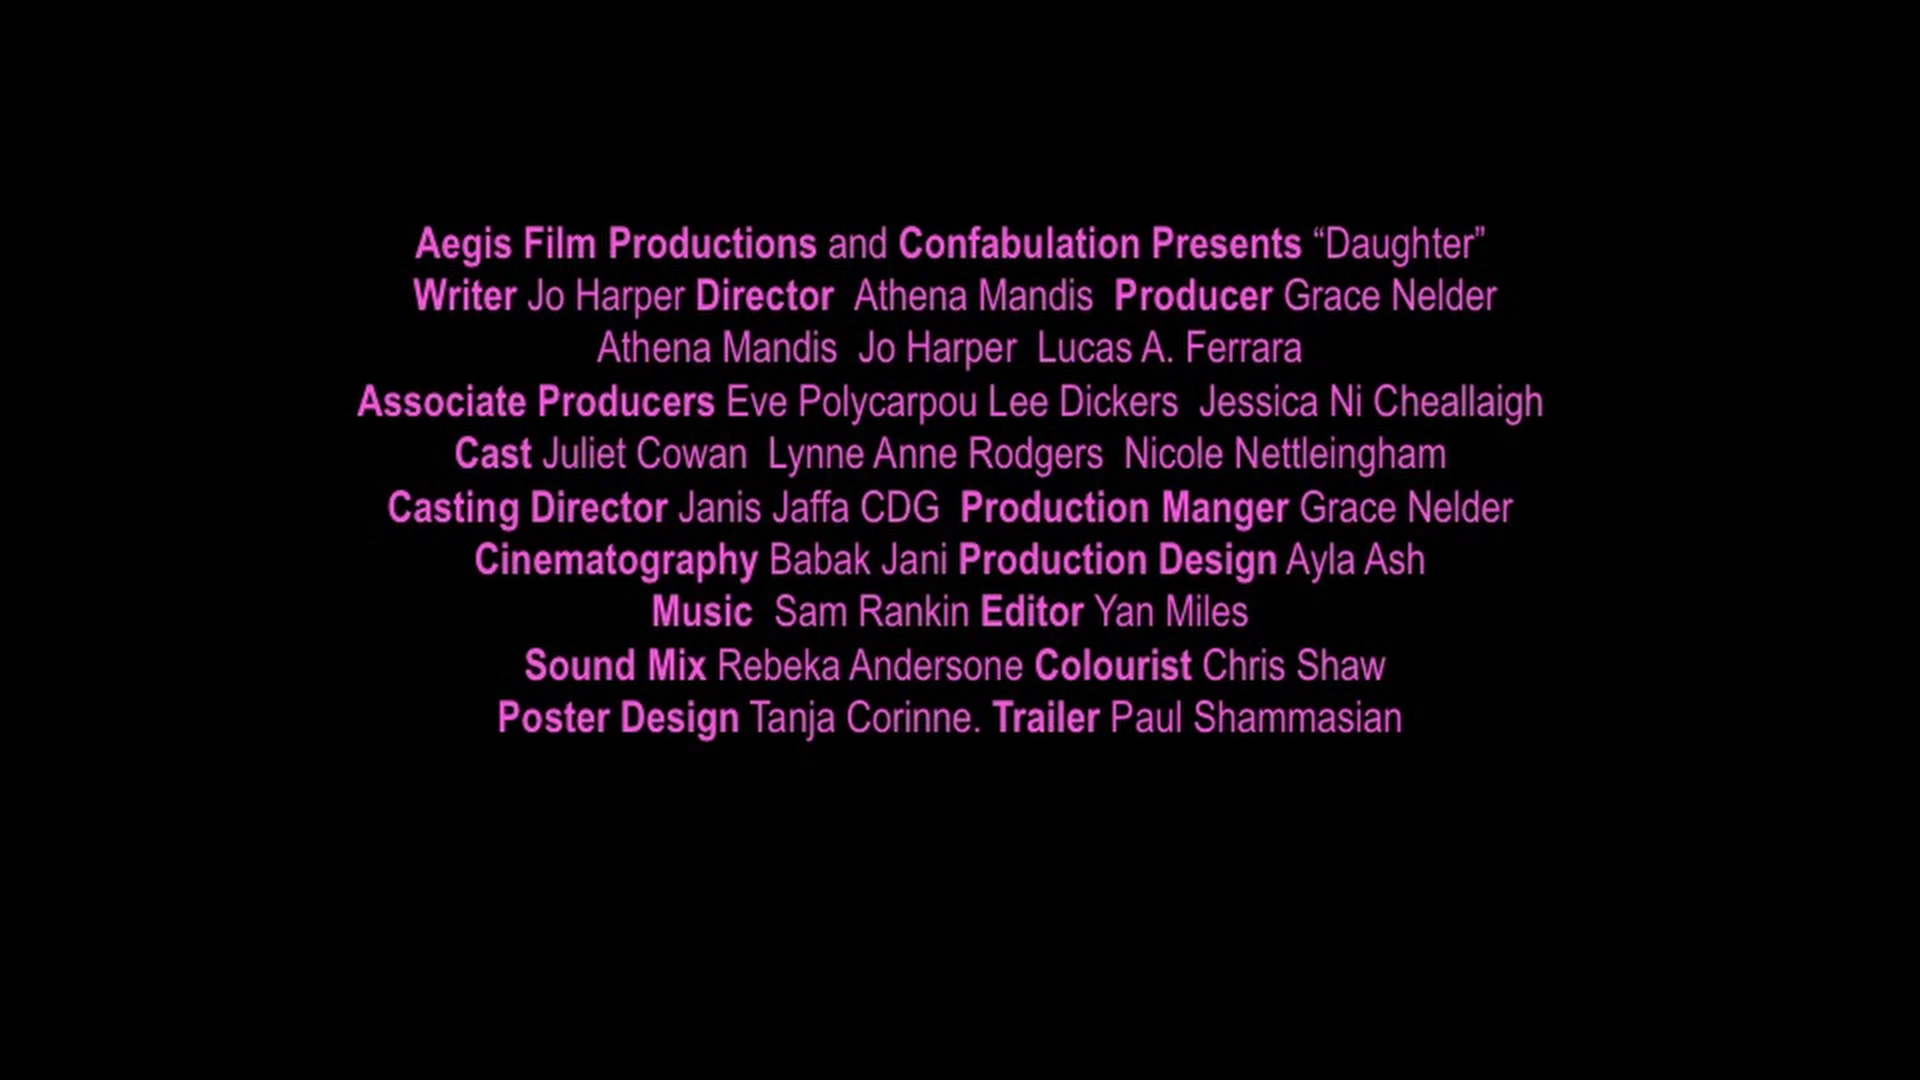 Aegis Film Productions and Confabulation Presents “Daughter”
Writer Jo Harper Director Athena Mandis Producer Grace Nelder
Athena Mandis Jo Harper Lucas A. Ferrara
Associate Producers Eve Polycarpou Lee Dickers Jessica Ni Cheallaigh
Cast Juliet Cowan Lynne Anne Rodgers Nicole Nettleingham
Casting Director Janis Jaffa CDG Production Manger Grace Nelder
Cinematography Babak Jani Production Design Ayla Ash
Music Sam Rankin Editor Yan Miles
Sound Mix Rebeka Andersone Colourist Chris Shaw
Poster Design Tanja Corinne. Trailer Paul Shammasian